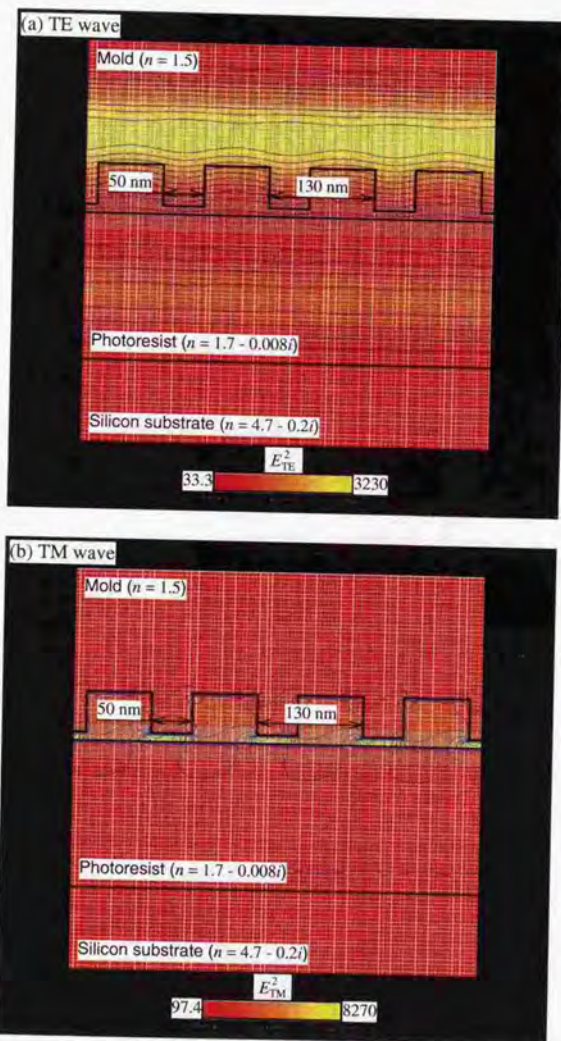 (a) TE wave
Mold (n = 1.5)
50 nm
130 nm
Photoresist (n = 1.7 - 0.008i)
Silicon substrate (n = 4.7 - 0.2i)
E²TE
33.3
3230
(b) TM wave
Mold (n = 1.5)
50 nm
130 nm
Photoresist (n = 1.7 - 0.008i)
Silicon substrate (n = 4.7 - 0.2i)
E²TM
97.4
8270